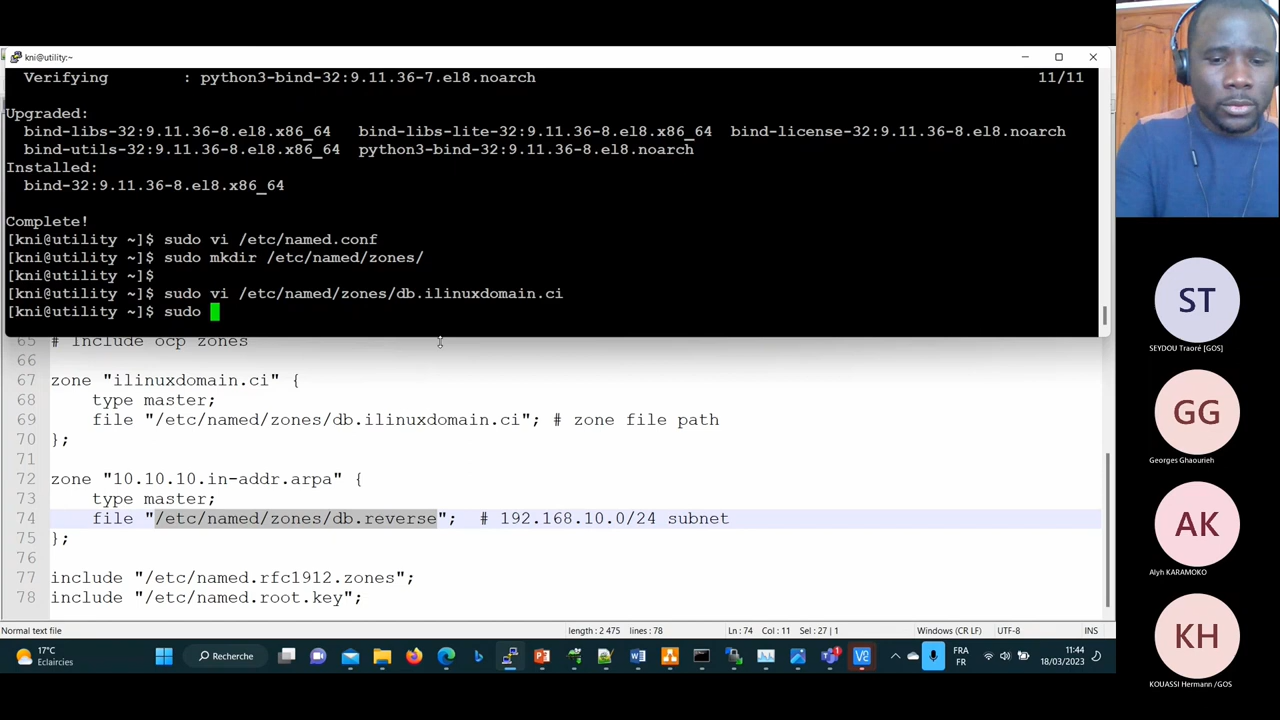 kni@utility:~
Verifying : python3-bind-32:9.11.36-7.el8.noarch 11/11
Upgraded:
bind-libs-32:9.11.36-8.el8.x86_64 bind-libs-lite-32:9.11.36-8.el8.x86_64 bind-license-32:9.11.36-8.el8.noarch
bind-utils-32:9.11.36-8.el8.x86_64 python3-bind-32:9.11.36-8.el8.noarch
Installed:
bind-32:9.11.36-8.el8.x86_64
Complete!
[kni@utility ~]$ sudo vi /etc/named.conf
[kni@utility ~]$ sudo mkdir /etc/named/zones/
[kni@utility ~]$
[kni@utility ~]$ sudo vi /etc/named/zones/db.ilinuxdomain.ci
[kni@utility ~]$ sudo
65 # Include ocp zones
66
67 zone "ilinuxdomain.ci" {
68 type master;
69 file "/etc/named/zones/db.ilinuxdomain.ci"; # zone file path
70 };
71
72 zone "10.10.10.in-addr.arpa" {
73 type master;
74 file "/etc/named/zones/db.reverse"; # 192.168.10.0/24 subnet
75 };
76
77 include "/etc/named.rfc1912.zones";
78 include "/etc/named.root.key";
Normal text file length : 2 475 lines : 78 Ln : 74 Col : 11 Sel : 27 | 1 Windows (CR LF) UTF-8 INS
17°C
Eclaircies
Recherche
FRA
FR
11:44
18/03/2023
ST
SEYDOU Traoré [GOS]
GG
Georges Ghaourieh
AK
Alyh KARAMOKO
KH
KOUASSI Hermann /GOS